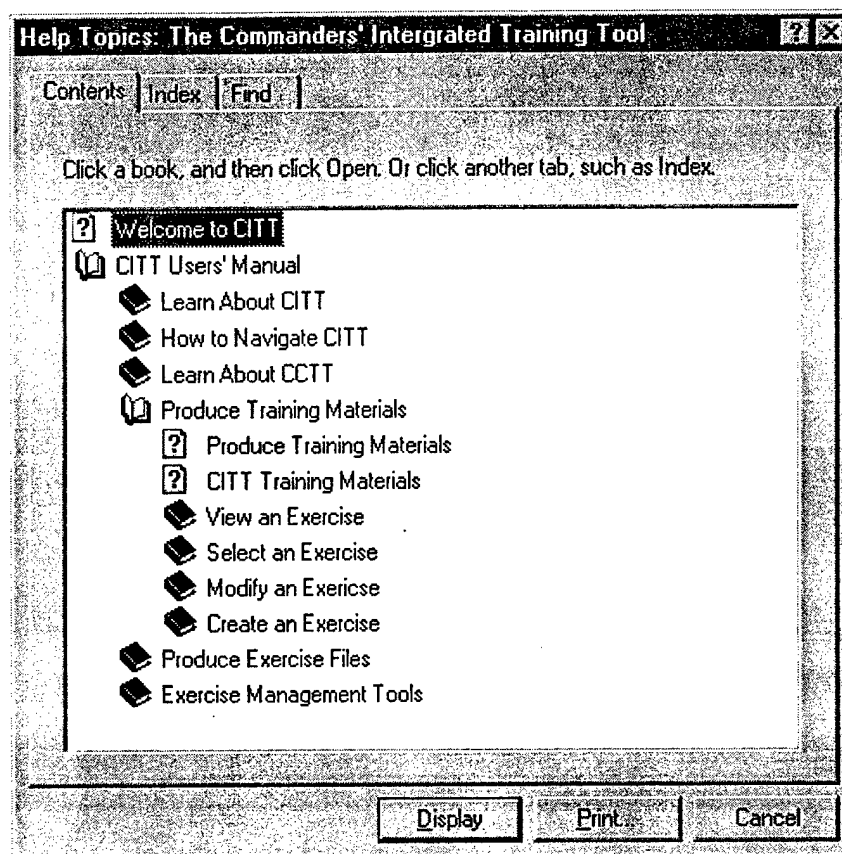 Help Topics: The Commanders' Intergrated Training Tool
Contents Index Find
Click a book, and then click Open. Or click another tab, such as Index.
Welcome to CITT
CITT Users' Manual
Learn About CITT
How to Navigate CITT
Learn About CCTT
Produce Training Materials
Produce Training Materials
CITT Training Materials
View an Exercise
Select an Exercise
Modify an Exericse
Create an Exercise
Produce Exercise Files
Exercise Management Tools
Display Print... Cancel